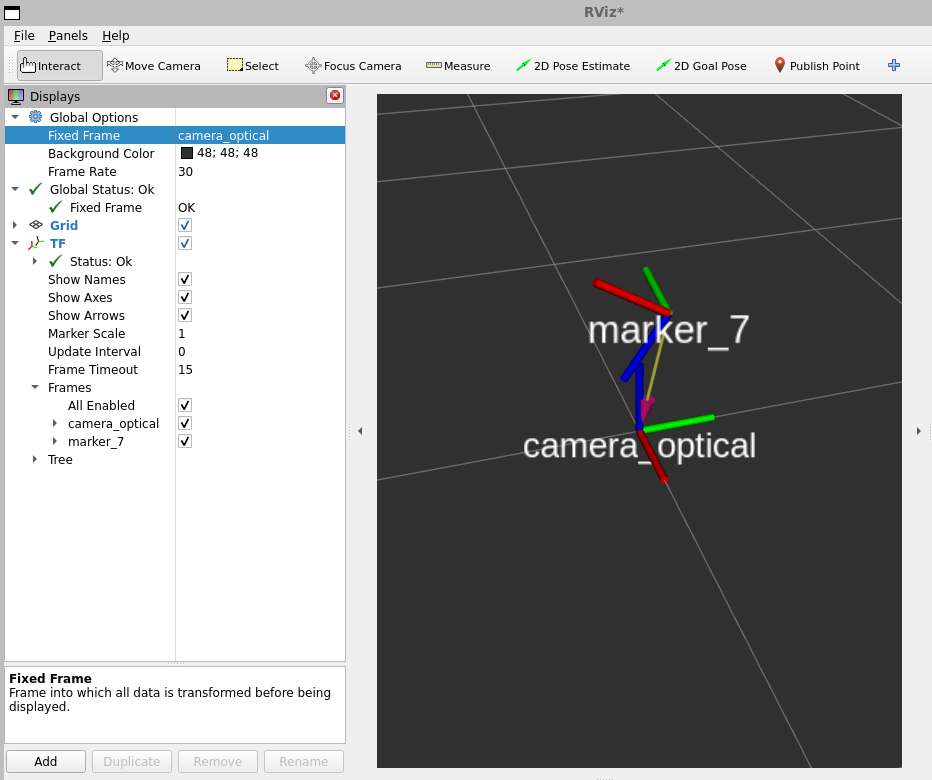 RViz*
File Panels Help
Interact Move Camera Select Focus Camera Measure 2D Pose Estimate 2D Goal Pose Publish Point
Displays
Global Options
Fixed Frame camera_optical
Background Color 48; 48; 48
Frame Rate 30
Global Status: Ok
Fixed Frame OK
Grid
TF
Status: Ok
Show Names
Show Axes
Show Arrows
Marker Scale 1
Update Interval 0
Frame Timeout 15
Frames
All Enabled
camera_optical
marker_7
Tree
Fixed Frame
Frame into which all data is transformed before being
displayed.
Add Duplicate Remove Rename
marker_7
camera_optical